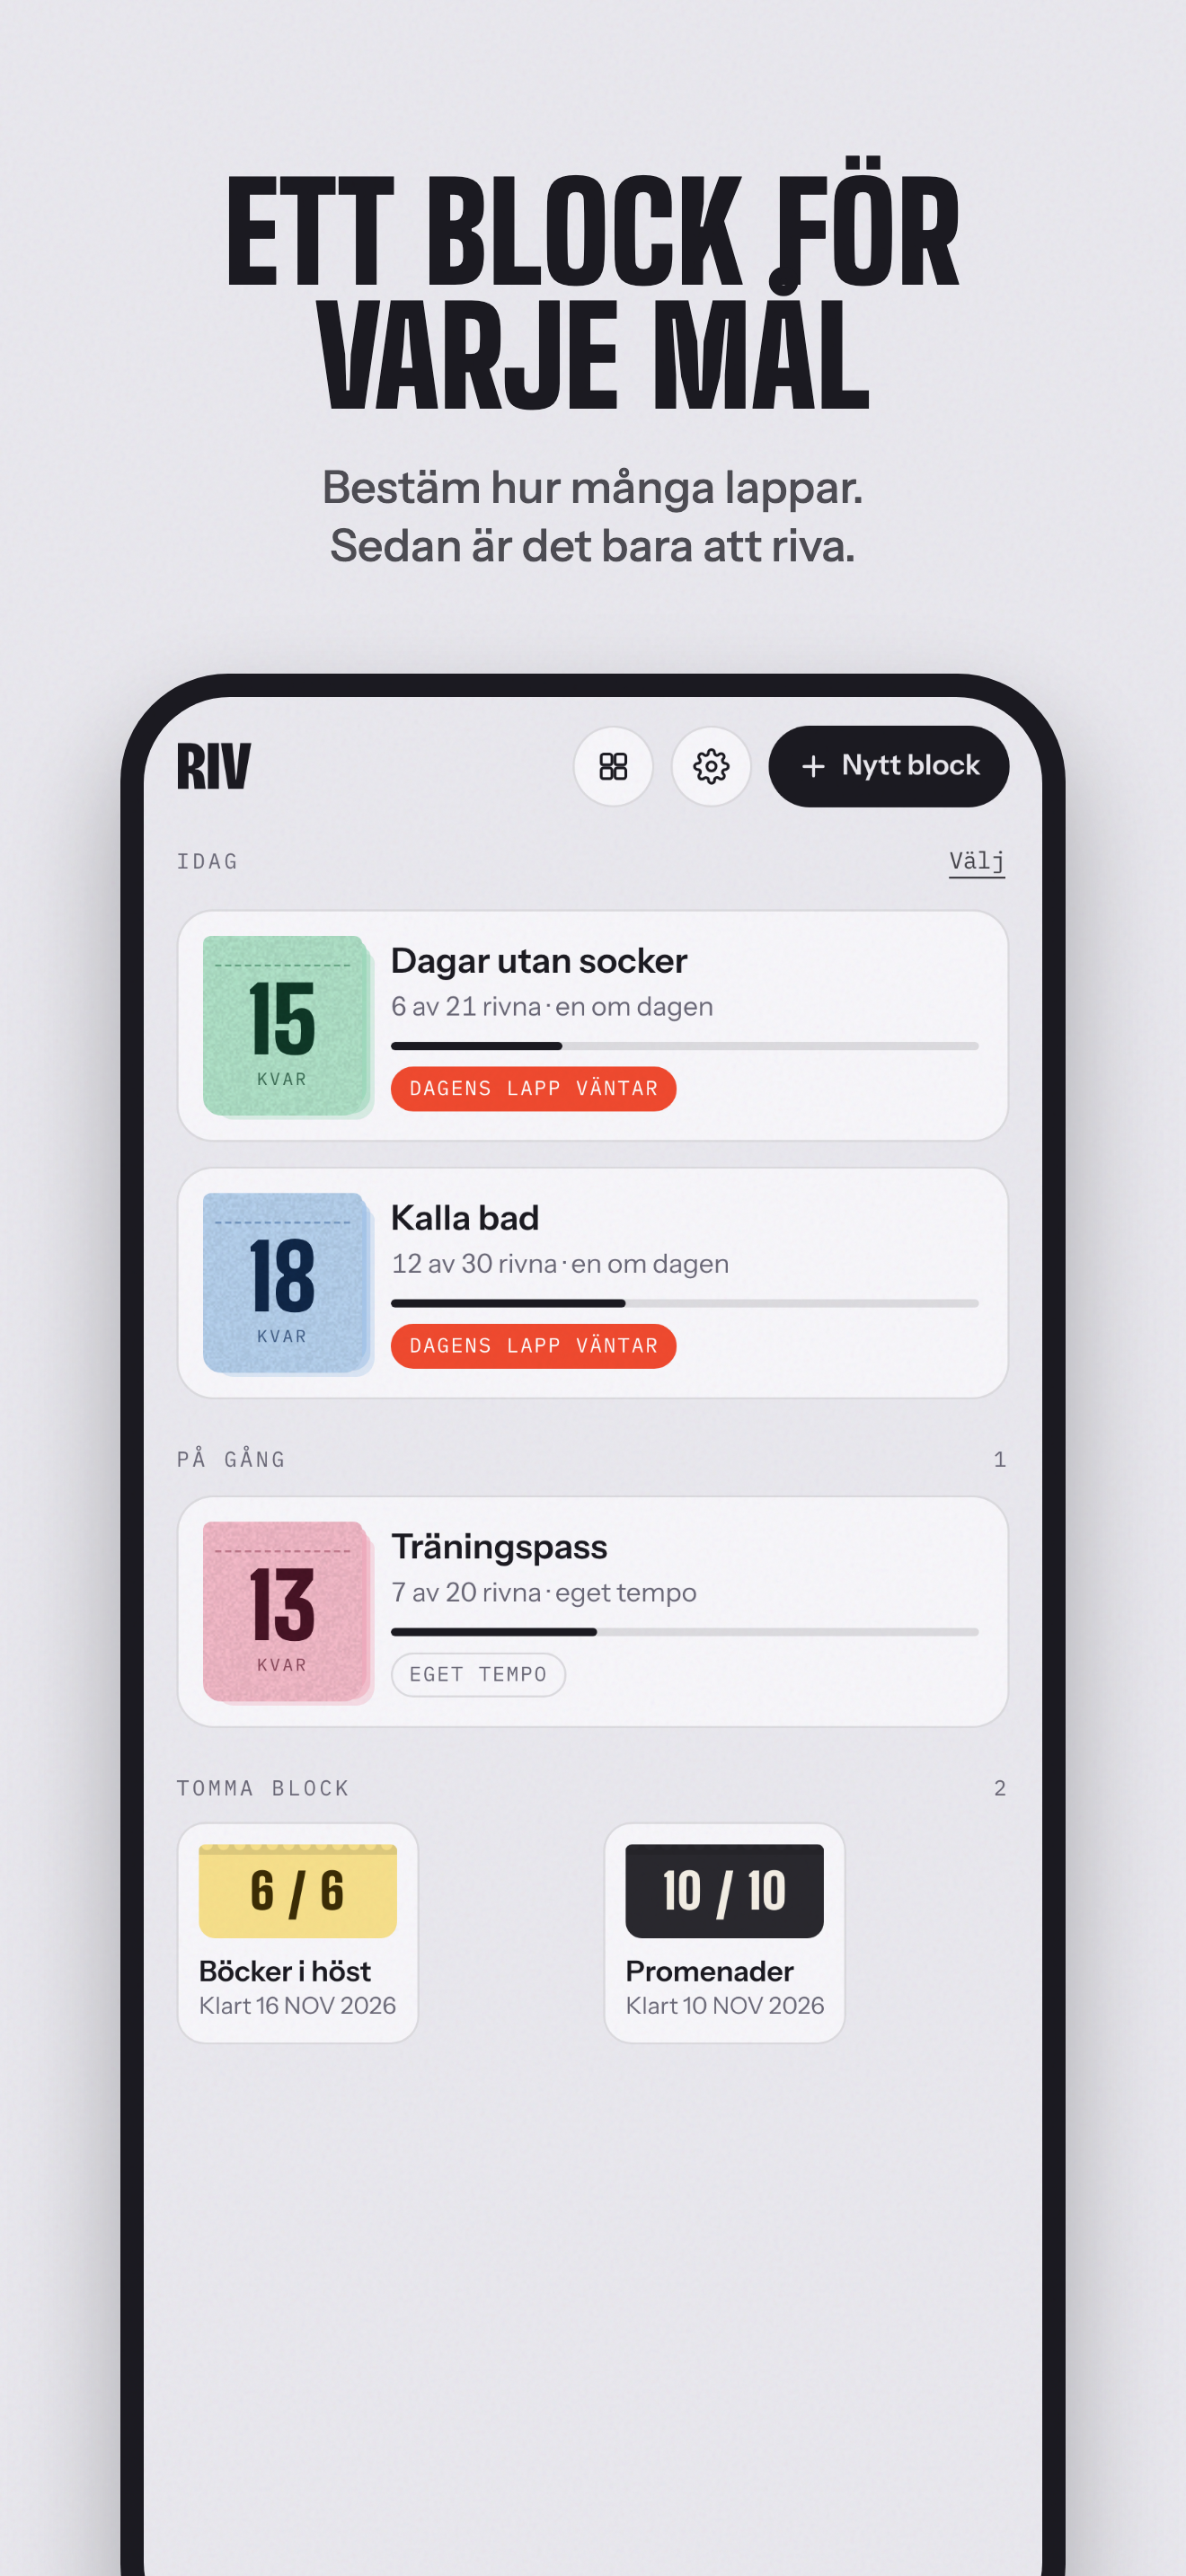 ETT BLOCK FÖR
VARJE MÅL
Bestäm hur många lappar.
Sedan är det bara att riva.
RIV
+ Nytt block
IDAG
Välj
15
KVAR
Dagar utan socker
6 av 21 rivna · en om dagen
DAGENS LAPP VÄNTAR
18
KVAR
Kalla bad
12 av 30 rivna · en om dagen
DAGENS LAPP VÄNTAR
PÅ GÅNG
1
13
KVAR
Träningspass
7 av 20 rivna · eget tempo
EGET TEMPO
TOMMA BLOCK
2
6 / 6
Böcker i höst
Klart 16 NOV 2026
10 / 10
Promenader
Klart 10 NOV 2026